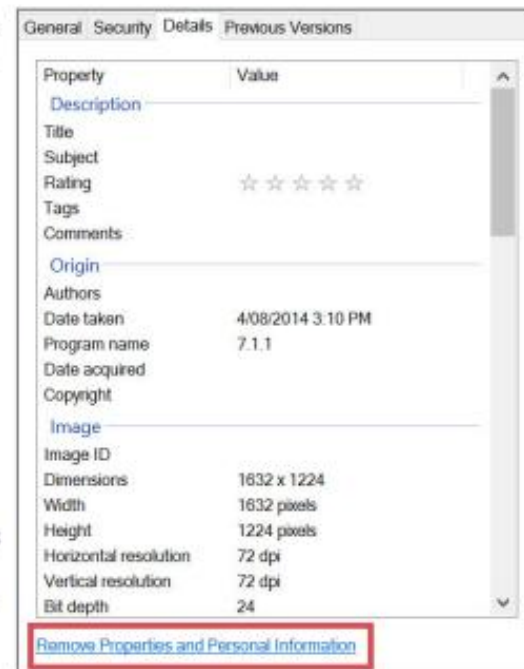 General Security Details Previous Versions
Property Value
Description
Title
Subject
Rating
Tags
Comments
Origin
Authors
Date taken 4/08/2014 3:10 PM
Program name 7.1.1
Date acquired
Copyright
Image
Image ID
Dimensions 1632 x 1224
Width 1632 pixels
Height 1224 pixels
Horizontal resolution 72 dpi
Vertical resolution 72 dpi
Bit depth 24
Remove Properties and Personal Information